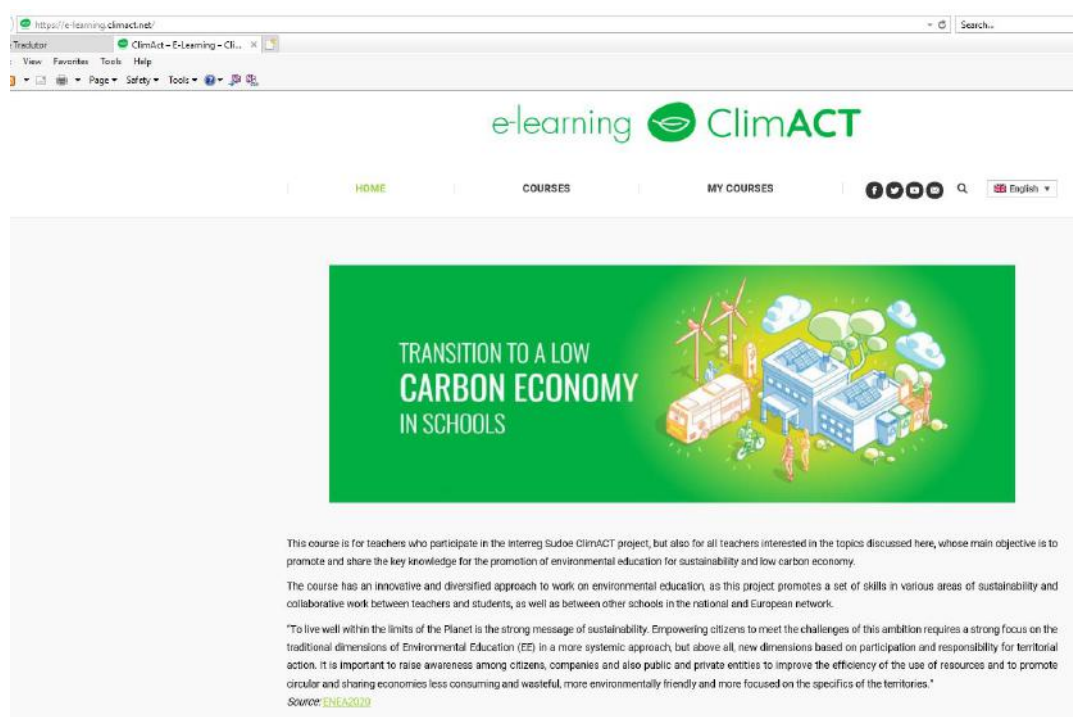 https://e-learning.climact.net/
Search...
Tradutor
ClimAct – E-Learning – Cli...
View Favorites Tools Help
Page Safety Tools
e-learning ClimACT
HOME COURSES MY COURSES English
TRANSITION TO A LOW
CARBON ECONOMY
IN SCHOOLS
This course is for teachers who participate in the Interreg Sudoe ClimACT project, but also for all teachers interested in the topics discussed here, whose main objective is to
promote and share the key knowledge for the promotion of environmental education for sustainability and low carbon economy.
The course has an innovative and diversified approach to work on environmental education, as this project promotes a set of skills in various areas of sustainability and
collaborative work between teachers and students, as well as between other schools in the national and European network.
"To live well within the limits of the Planet is the strong message of sustainability. Empowering citizens to meet the challenges of this ambition requires a strong focus on the
traditional dimensions of Environmental Education (EE) in a more systemic approach, but above all, new dimensions based on participation and responsibility for territorial
action. It is important to raise awareness among citizens, companies and also public and private entities to improve the efficiency of the use of resources and to promote
circular and sharing economies less consuming and wasteful, more environmentally friendly and more focused on the specifics of the territories."
Source: ENEA2020